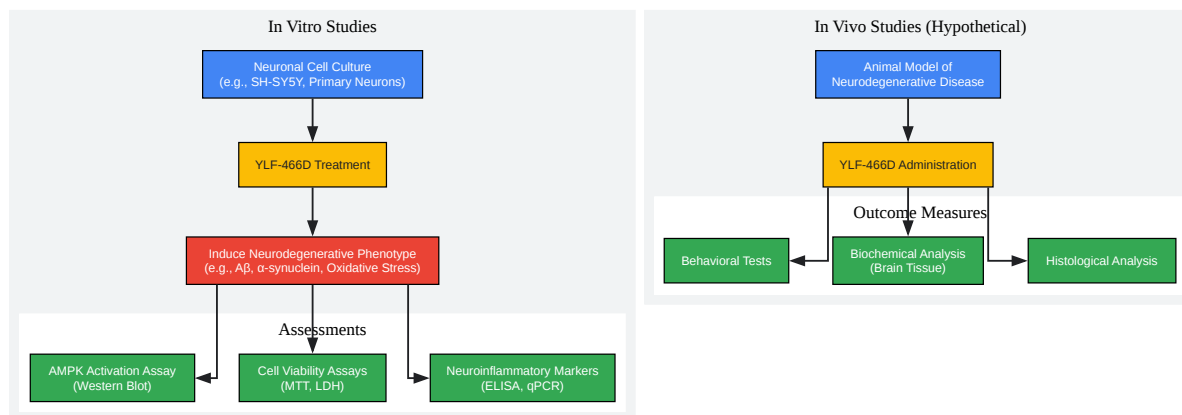 In Vitro Studies
Neuronal Cell Culture
(e.g., SH-SY5Y, Primary Neurons)
YLF-466D Treatment
Induce Neurodegenerative Phenotype
(e.g., Aβ, α-synuclein, Oxidative Stress)
Assessments
AMPK Activation Assay
(Western Blot)
Cell Viability Assays
(MTT, LDH)
Neuroinflammatory Markers
(ELISA, qPCR)
In Vivo Studies (Hypothetical)
Animal Model of
Neurodegenerative Disease
YLF-466D Administration
Outcome Measures
Behavioral Tests
Biochemical Analysis
(Brain Tissue)
Histological Analysis